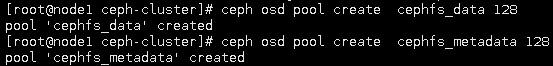 [root@node1 ceph-cluster]# ceph osd pool create  cephfs_data 128
pool 'cephfs_data' created
[root@node1 ceph-cluster]# ceph osd pool create  cephfs_metadata 128
pool 'cephfs_metadata' created